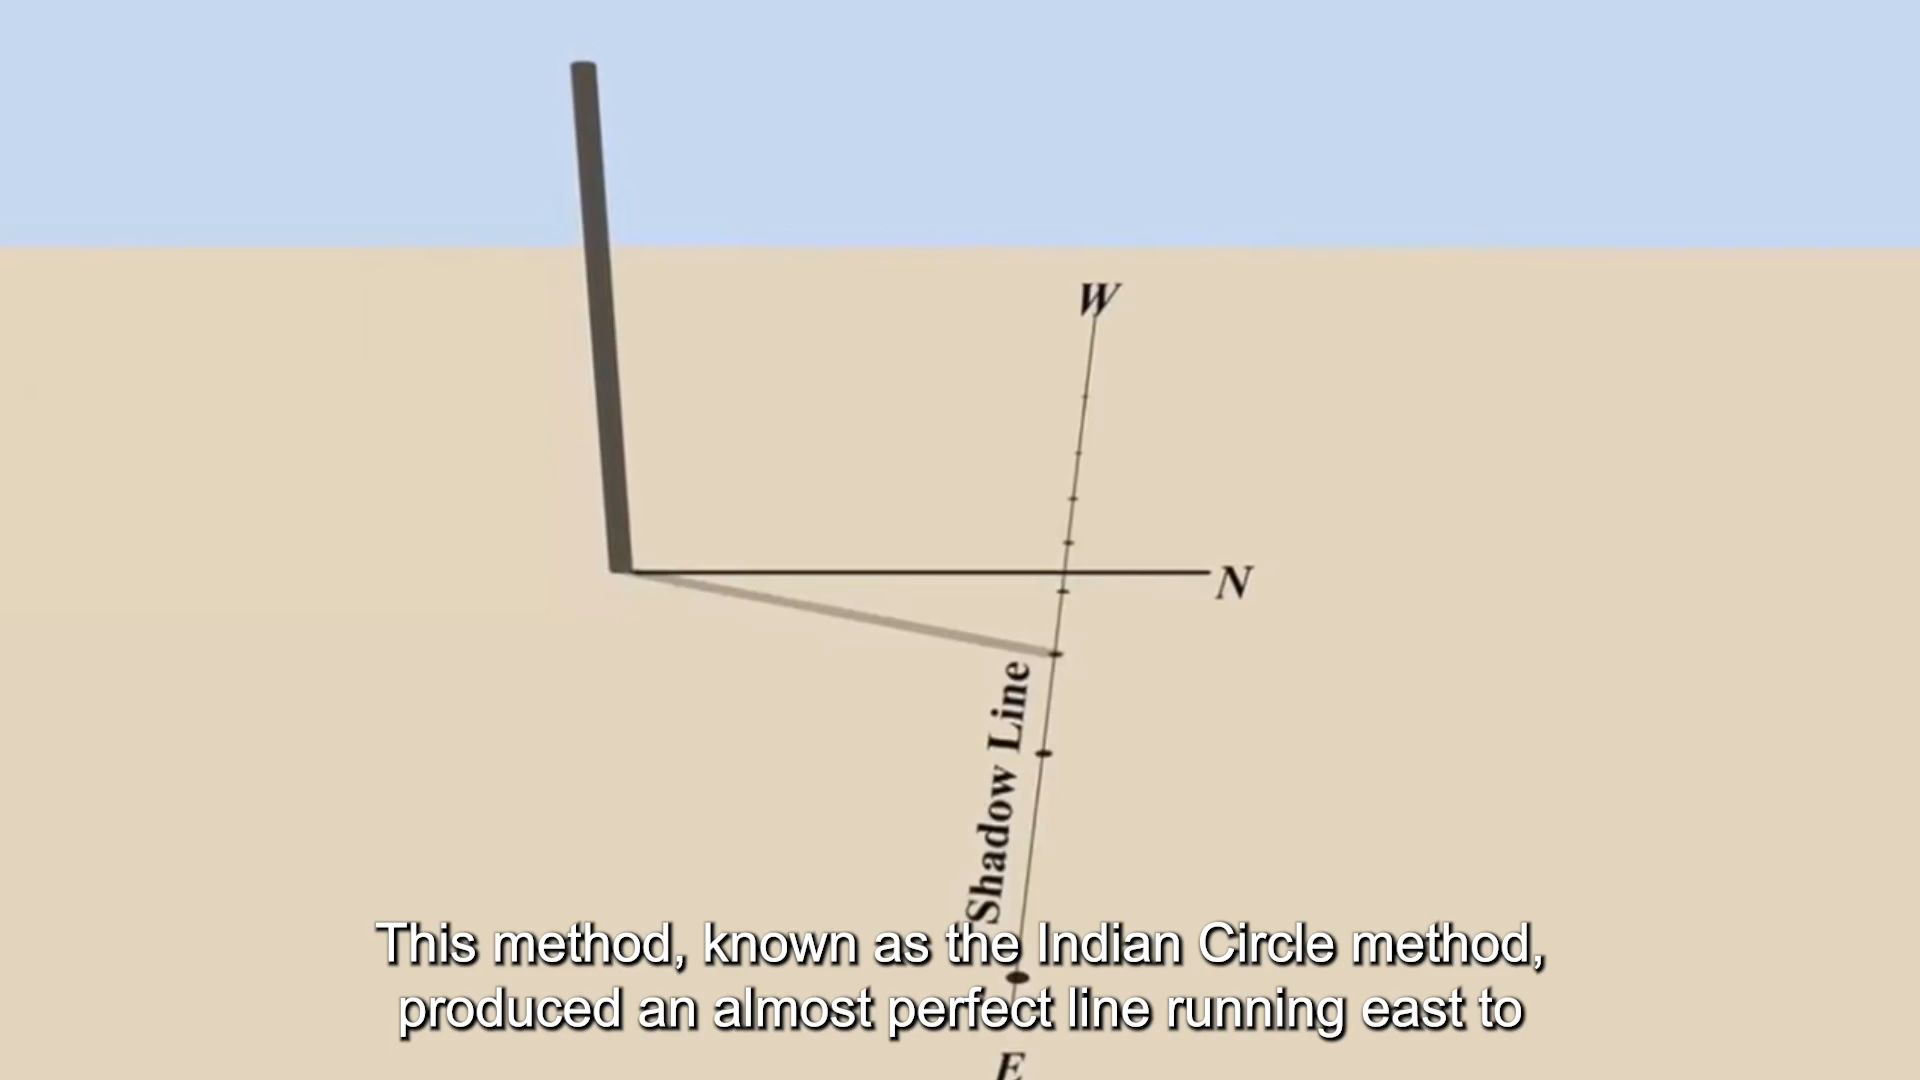 W
N
Shadow Line
This method, known as the Indian Circle method,
produced an almost perfect line running east to
E